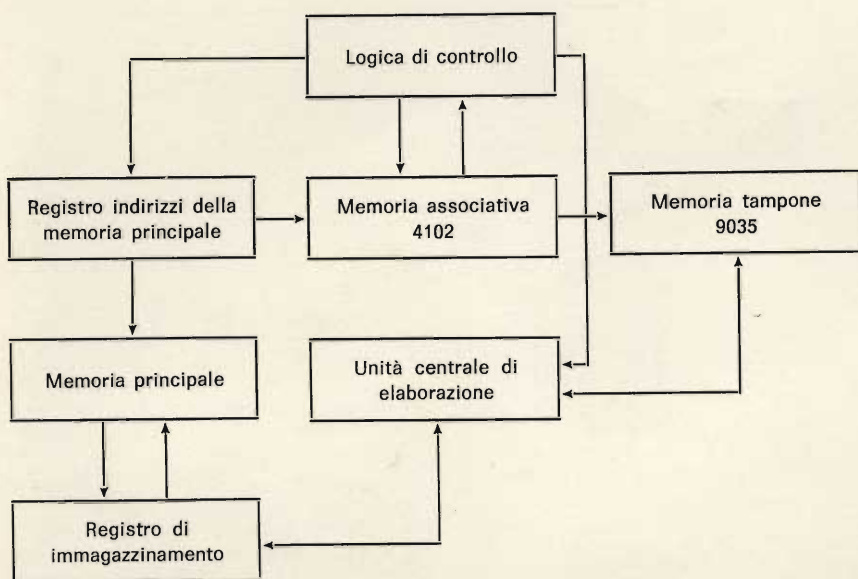 Logica di controllo
Registro indirizzi della
memoria principale
Memoria associativa
4102
Memoria tampone
9035
Memoria principale
Unità centrale di
elaborazione
Registro di
immagazzinamento